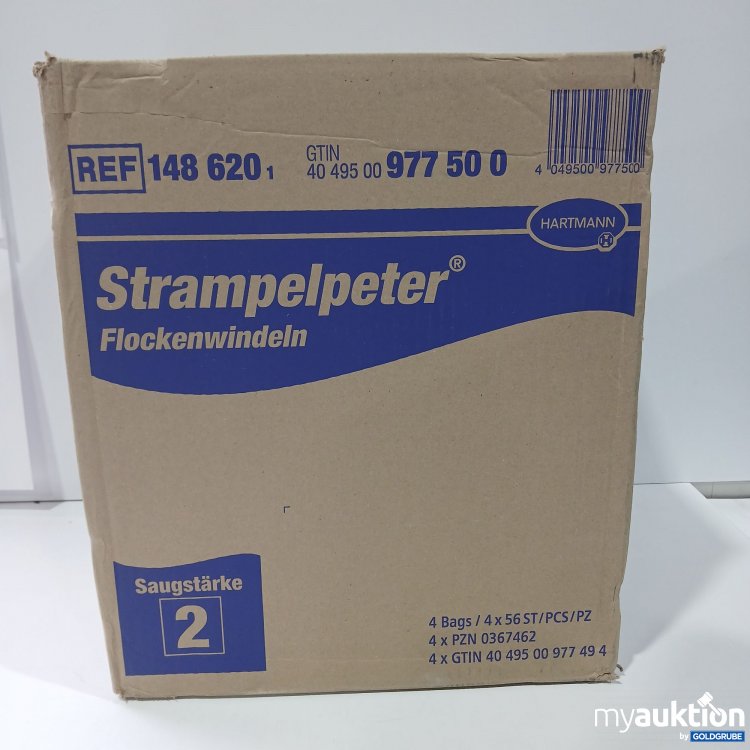 REF 148 620 1
GTIN
40 495 00 977 50 0
4 049500 977500
HARTMANN
Strampelpeter®
Flockenwindeln
Saugstärke
2
4 Bags / 4 x 56 ST/PCS/PZ
4 x PZN 0367462
4 x GTIN 40 495 00 977 49 4
myauktion
by GOLDGRUBE